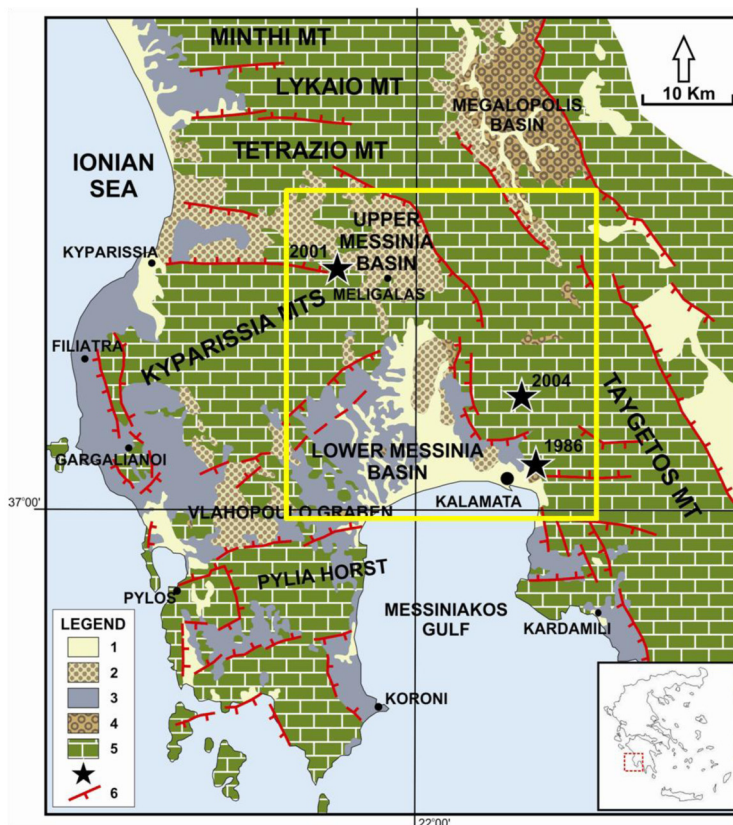 MINTHI MT
LYKAIO MT
MEGALOPOLIS
BASIN
10 Km
TETRAZIO MT
IONIAN
SEA
UPPER
MESSINIA
BASIN
2001
KYPARISSIA
MELIGALAS
KYPARISSIA MTS
FILIATRA
2004
TAYGETOS MT
1986
GARGALIANOI
LOWER MESSINIA
BASIN
KALAMATA
37°00'
VLAHOPOULO GRABEN
PYLIA HORST
PYLOS
MESSINIAKOS
GULF
KARDAMILI
KORONI
LEGEND
1
2
3
4
5
6
22°00'